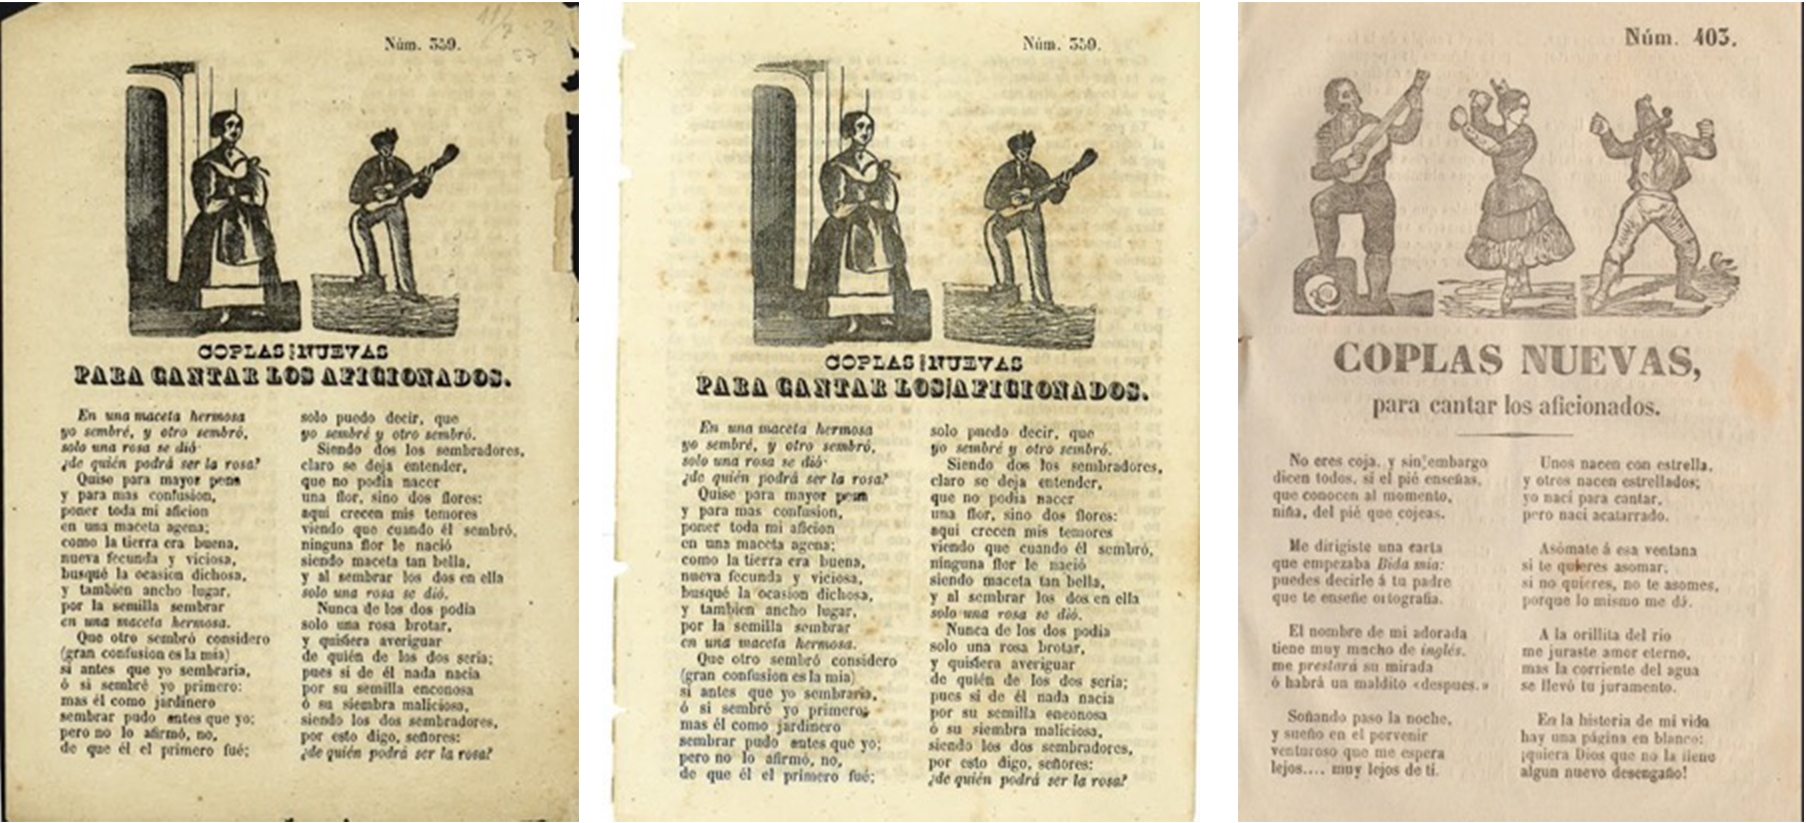 Núm. 359.
COPLAS NUEVAS
PARA CANTAR LOS AFICIONADOS.
En una maceta hermosa
yo sembré, y otro sembró,
solo una rosa se dió
¿de quién podrá ser la rosa?
Quise para mayor pena
y para mas confusion,
poner toda mi aficion
en una maceta agena;
como la tierra era buena,
nueva fecunda y viciosa,
busqué la ocasion dichosa,
y tambien ancho lugar,
por la semilla sembrar
en una maceta hermosa.
Que otro sembró considero
(gran confusion es la mia)
si antes que yo sembraria,
ó si sembré yo primero:
mas él como jardinero
sembrar pudo antes que yo;
pero no lo afirmó, no,
de que él el primero fué;
solo puedo decir, que
yo sembré y otro sembró.
Siendo dos los sembradores,
claro se deja entender,
que no podia nacer
una flor, sino dos flores:
aqui crecen mis temores
viendo que cuando él sembró,
ninguna flor le nació
siendo maceta tan bella,
y al sembrar los dos en ella
solo una rosa se dió.
Nunca de los dos podia
solo una rosa brotar,
y quisiera averiguar
de quién de los dos seria;
pues si de él nada nacia
por su semilla enconosa
ó su siembra maliciosa,
siendo los dos sembradores,
por esto digo, señores:
¿de quién podrá ser la rosa?
Núm. 359.
COPLAS NUEVAS
PARA CANTAR LOS AFICIONADOS.
En una maceta hermosa
yo sembré, y otro sembró,
solo una rosa se dió
¿de quién podrá ser la rosa?
Quise para mayor pena
y para mas confusion,
poner toda mi aficion
en una maceta agena;
como la tierra era buena,
nueva fecunda y viciosa,
busqué la ocasion dichosa,
y tambien ancho lugar,
por la semilla sembrar
en una maceta hermosa.
Que otro sembró considero
(gran confusion es la mia)
si antes que yo sembraria,
ó si sembré yo primero;
mas él como jardinero
sembrar pudo antes que yo;
pero no lo afirmó, no,
de que él el primero fué;
solo puedo decir, que
yo sembré y otro sembró.
Siendo dos los sembradores,
claro se deja entender,
que no podia nacer
una flor, sino dos flores:
aqui crecen mis temores
viendo que cuando él sembró,
ninguna flor le nació
siendo maceta tan bella,
y al sembrar los dos en ella
solo una rosa se dió.
Nunca de los dos podia
solo una rosa brotar,
y quisiera averiguar
de quién de los dos seria;
pues si de él nada nacia
por su semilla enconosa
ó su siembra maliciosa,
siendo los dos sembradores,
por esto digo, señores:
¿de quién podrá ser la rosa?
Núm. 403.
COPLAS NUEVAS,
para cantar los aficionados.
No eres coja, y sin embargo
dicen todos, si el pié enseñas,
que conocen al momento,
niña, del pié que cojeas.
Me dirigiste una carta
que empezaba Bida mia:
puedes decirle á tu padre
que te enseñe ortografia.
El nombre de mi adorada
tiene muy mucho de inglés.
me prestará su mirada
ó habrá un maldito «despues.»
Soñando paso la noche,
y sueño en el porvenir
venturoso que me espera
lejos.... muy lejos de tí.
Unos nacen con estrella,
y otros nacen estrellados;
yo nací para cantar,
pero nací acatarrado.
Asómate á esa ventana
si te quieres asomar,
si no quieres, no te asomes,
porque lo mismo me dá.
A la orillita del rio
me juraste amor eterno,
mas la corriente del agua
se llevó tu juramento.
En la historia de mi vida
hay una página en blanco:
¡quiera Dios que no la llene
algun nuevo desengaño!